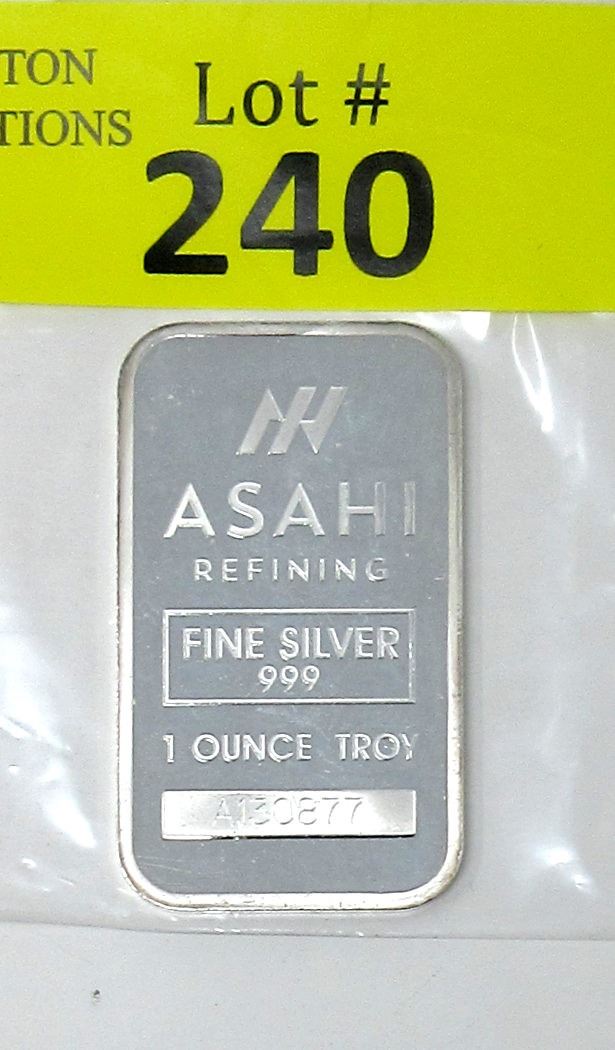 TON
TIONS
Lot #
240
ASAHI
REFINING
FINE SILVER
999
1 OUNCE TROY
A130877